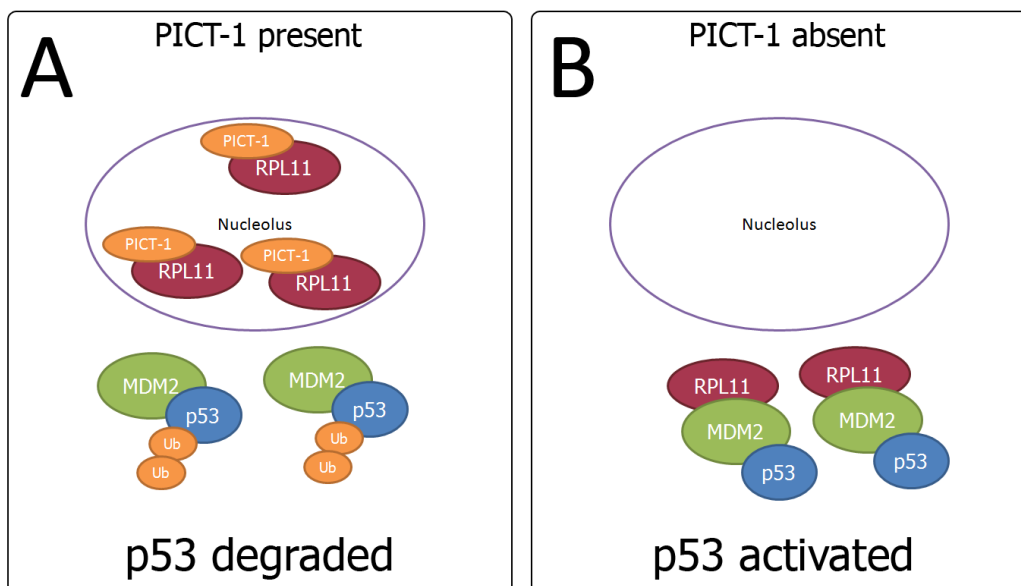 A
PICT-1 present
PICT-1
RPL11
Nucleolus
PICT-1
RPL11
PICT-1
RPL11
MDM2
p53
Ub
Ub
MDM2
p53
Ub
Ub
p53 degraded
B
PICT-1 absent
Nucleolus
RPL11
MDM2
p53
RPL11
MDM2
p53
p53 activated